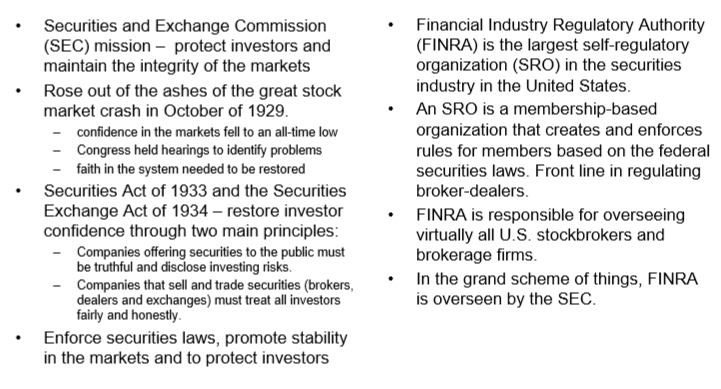 • Securities and Exchange Commission
(SEC) mission – protect investors and
maintain the integrity of the markets
• Rose out of the ashes of the great stock
market crash in October of 1929.
– confidence in the markets fell to an all-time low
– Congress held hearings to identify problems
– faith in the system needed to be restored
• Securities Act of 1933 and the Securities
Exchange Act of 1934 – restore investor
confidence through two main principles:
– Companies offering securities to the public must
be truthful and disclose investing risks.
– Companies that sell and trade securities (brokers,
dealers and exchanges) must treat all investors
fairly and honestly.
• Enforce securities laws, promote stability
in the markets and to protect investors
• Financial Industry Regulatory Authority
(FINRA) is the largest self-regulatory
organization (SRO) in the securities
industry in the United States.
• An SRO is a membership-based
organization that creates and enforces
rules for members based on the federal
securities laws. Front line in regulating
broker-dealers.
• FINRA is responsible for overseeing
virtually all U.S. stockbrokers and
brokerage firms.
• In the grand scheme of things, FINRA
is overseen by the SEC.